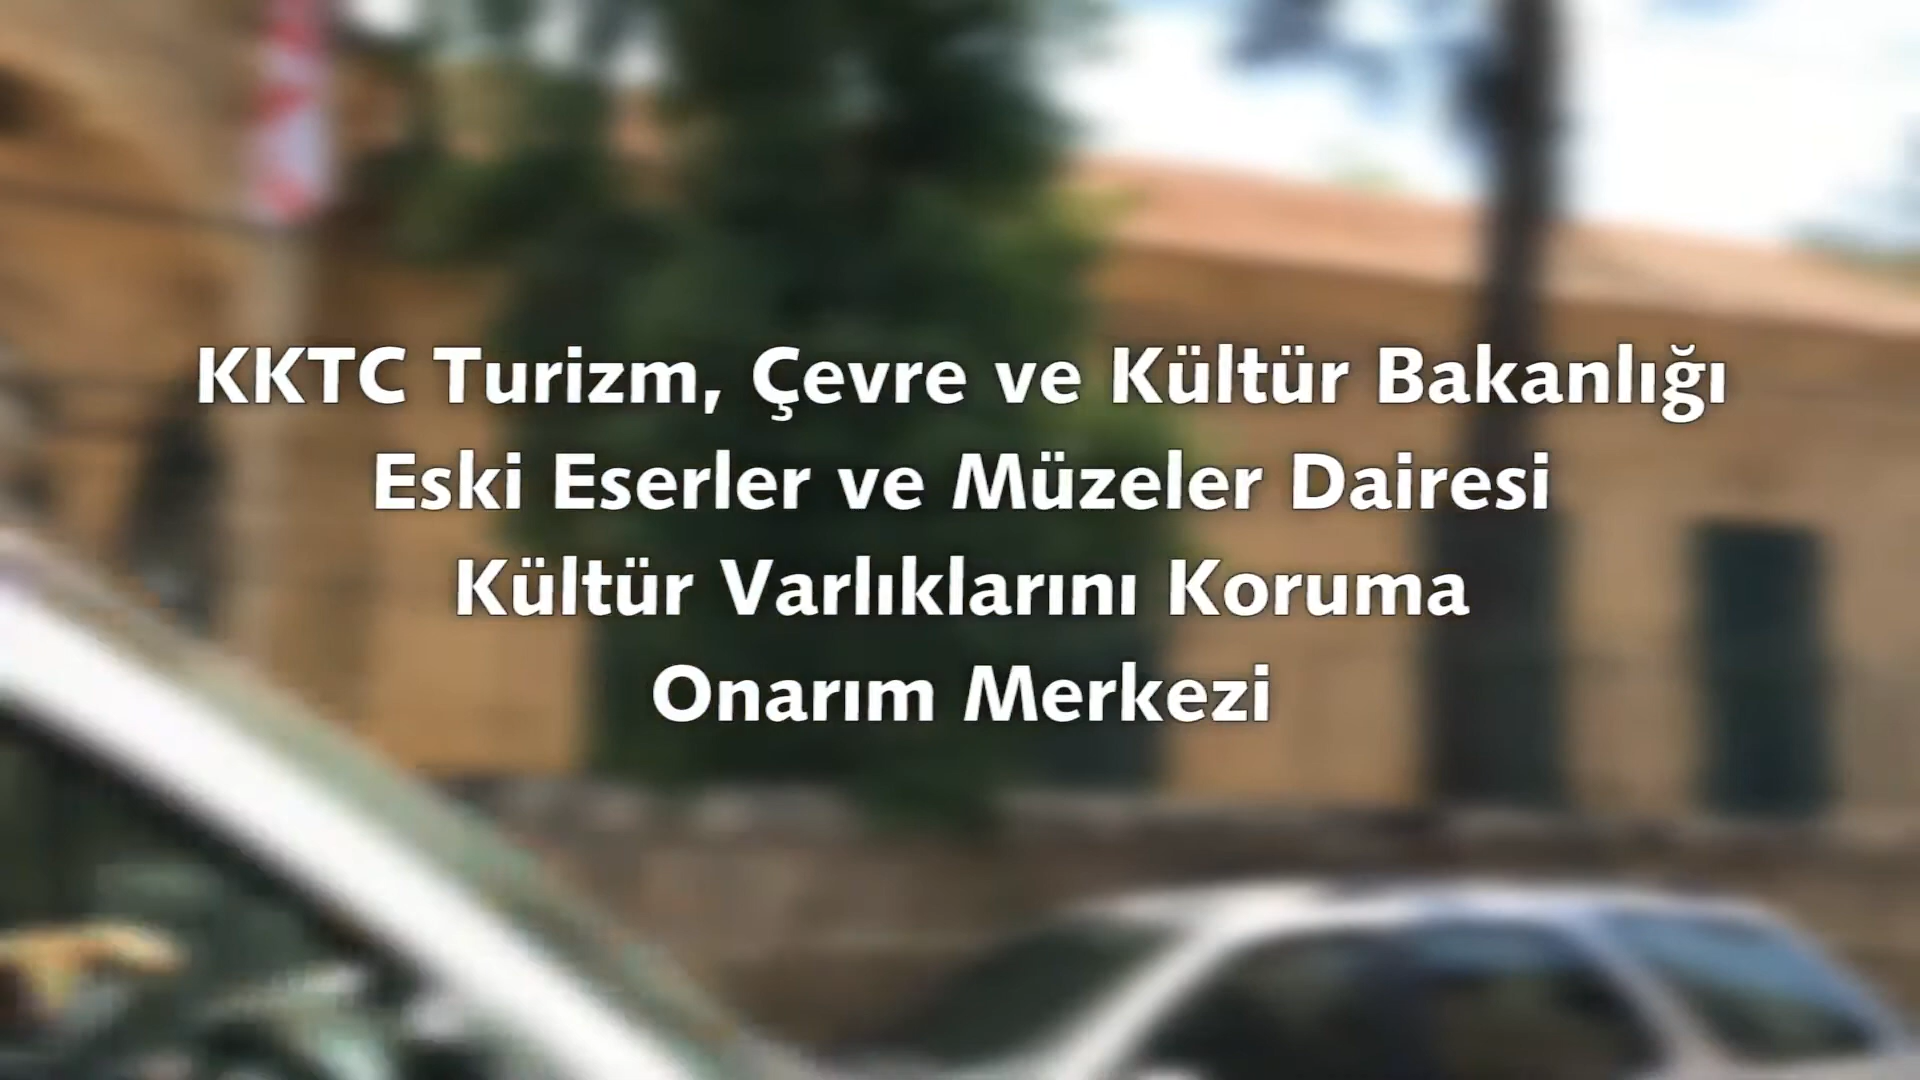 KKTC Turizm, Çevre ve Kültür Bakanlığı
Eski Eserler ve Müzeler Dairesi
Kültür Varlıklarını Koruma
Onarım Merkezi